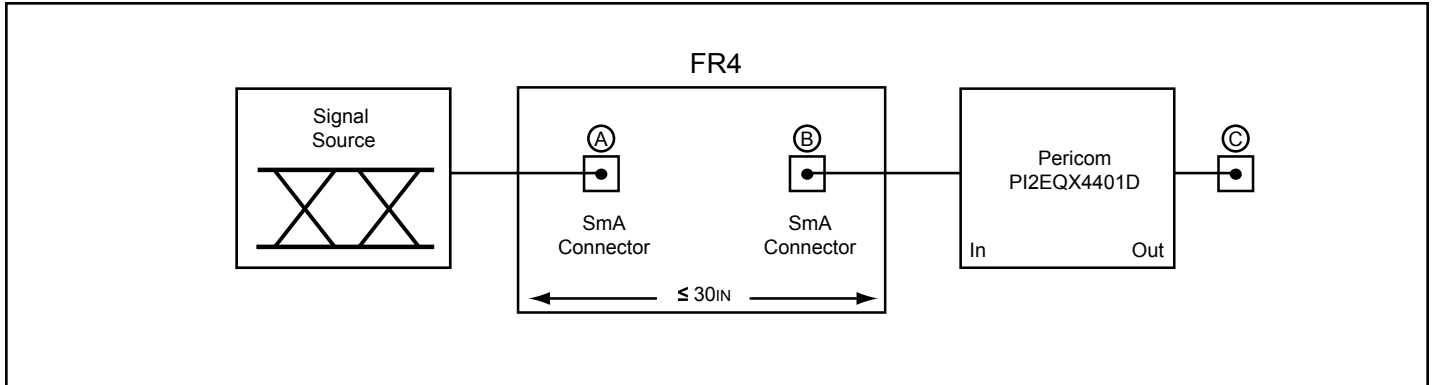 FR4
Signal
Source
A
B
C
SmA
Connector
SmA
Connector
Pericom
PI2EQX4401D
In
Out
≤ 30IN